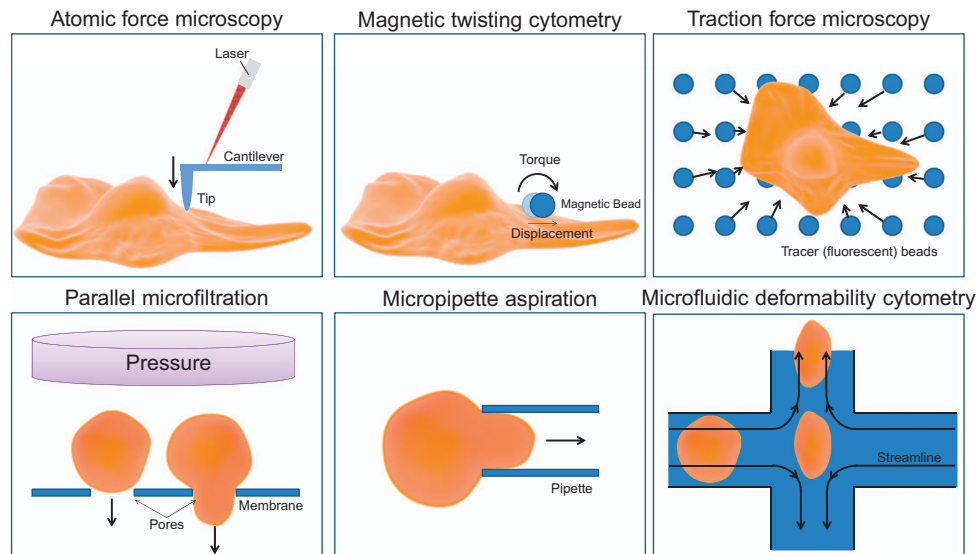 Atomic force microscopy
Laser
Cantilever
Tip
Magnetic twisting cytometry
Torque
Magnetic Bead
Displacement
Traction force microscopy
Tracer (fluorescent) beads
Parallel microfiltration
Pressure
Membrane
Pores
Micropipette aspiration
Pipette
Microfluidic deformability cytometry
Streamline